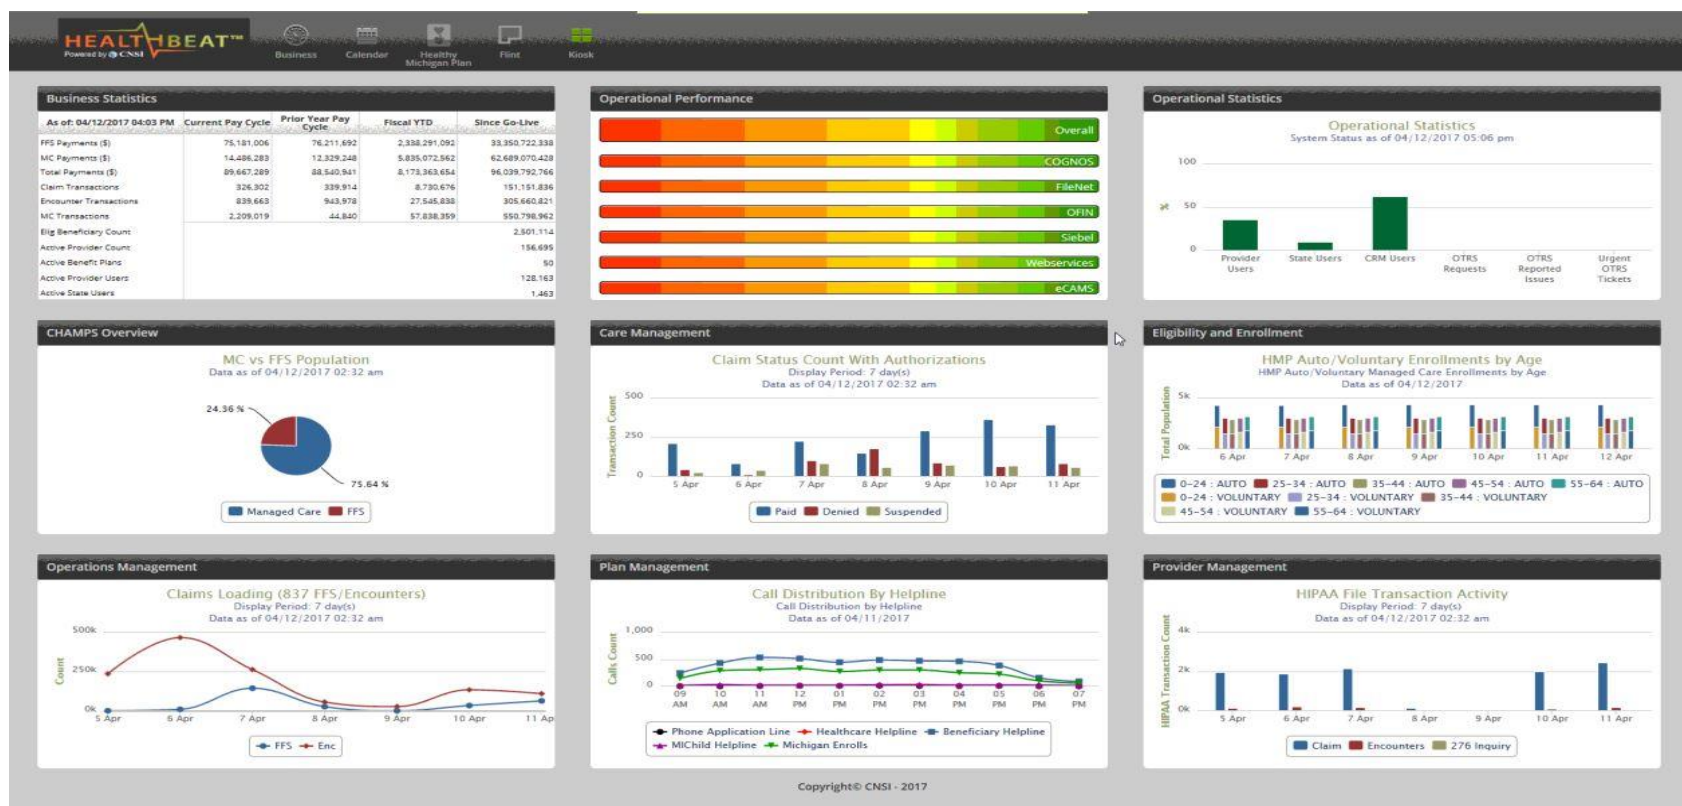 HEALTHBEAT™
Powered by CNSI
Business
Calendar
Healthy
Michigan Plan
Flint
Kiosk
Business Statistics
As of: 04/12/2017 04:03 PM Current Pay Cycle Prior Year Pay Cycle Fiscal YTD Since Go-Live
FFS Payments ($) 75,181,006 76,211,692 2,338,291,092 33,350,722,338
MC Payments ($) 14,486,283 12,329,248 5,835,072,562 62,689,070,428
Total Payments ($) 89,667,289 88,540,941 8,173,363,654 96,039,792,766
Claim Transactions 326,302 339,914 8,730,676 151,151,836
Encounter Transactions 839,663 943,978 27,545,838 305,660,821
MC Transactions 2,209,019 44,840 57,838,359 550,798,962
Elig Beneficiary Count 2,501,114
Active Provider Count 156,695
Active Benefit Plans 50
Active Provider Users 128,163
Active State Users 1,463
Operational Performance
Overall
COGNOS
FileNet
OFIN
Siebel
Webservices
eCAMS
Operational Statistics
Operational Statistics
System Status as of 04/12/2017 05:06 pm
100
%
50
0
Provider Users
State Users
CRM Users
OTRS Requests
OTRS Reported Issues
Urgent OTRS Tickets
CHAMPS Overview
MC vs FFS Population
Data as of 04/12/2017 02:32 am
24.36 %
75.64 %
Managed Care FFS
Care Management
Claim Status Count With Authorizations
Display Period: 7 day(s)
Data as of 04/12/2017 02:32 am
Transaction Count
500
250
0
5 Apr 6 Apr 7 Apr 8 Apr 9 Apr 10 Apr 11 Apr
Paid Denied Suspended
Eligibility and Enrollment
HMP Auto/Voluntary Enrollments by Age
HMP Auto/Voluntary Managed Care Enrollments by Age
Data as of 04/12/2017
Total Population
5k
0k
6 Apr 7 Apr 8 Apr 9 Apr 10 Apr 11 Apr 12 Apr
0-24 : AUTO 25-34 : AUTO 35-44 : AUTO 45-54 : AUTO 55-64 : AUTO
0-24 : VOLUNTARY 25-34 : VOLUNTARY 35-44 : VOLUNTARY
45-54 : VOLUNTARY 55-64 : VOLUNTARY
Operations Management
Claims Loading (837 FFS/Encounters)
Display Period: 7 day(s)
Data as of 04/12/2017 02:32 am
Count
500k
250k
0k
5 Apr 6 Apr 7 Apr 8 Apr 9 Apr 10 Apr 11 Ap
FFS Enc
Plan Management
Call Distribution By Helpline
Call Distribution by Helpline
Data as of 04/11/2017
Calls Count
1,000
500
0
09 10 11 12 01 02 03 04 05 06 07
AM AM AM PM PM PM PM PM PM PM PM
Phone Application Line Healthcare Helpline Beneficiary Helpline
MIChild Helpline Michigan Enrolls
Provider Management
HIPAA File Transaction Activity
Display Period: 7 day(s)
Data as of 04/12/2017 02:32 am
HIPAA Transaction Count
4k
2k
0k
5 Apr 6 Apr 7 Apr 8 Apr 9 Apr 10 Apr 11 Apr
Claim Encounters 276 Inquiry
Copyright© CNSI - 2017